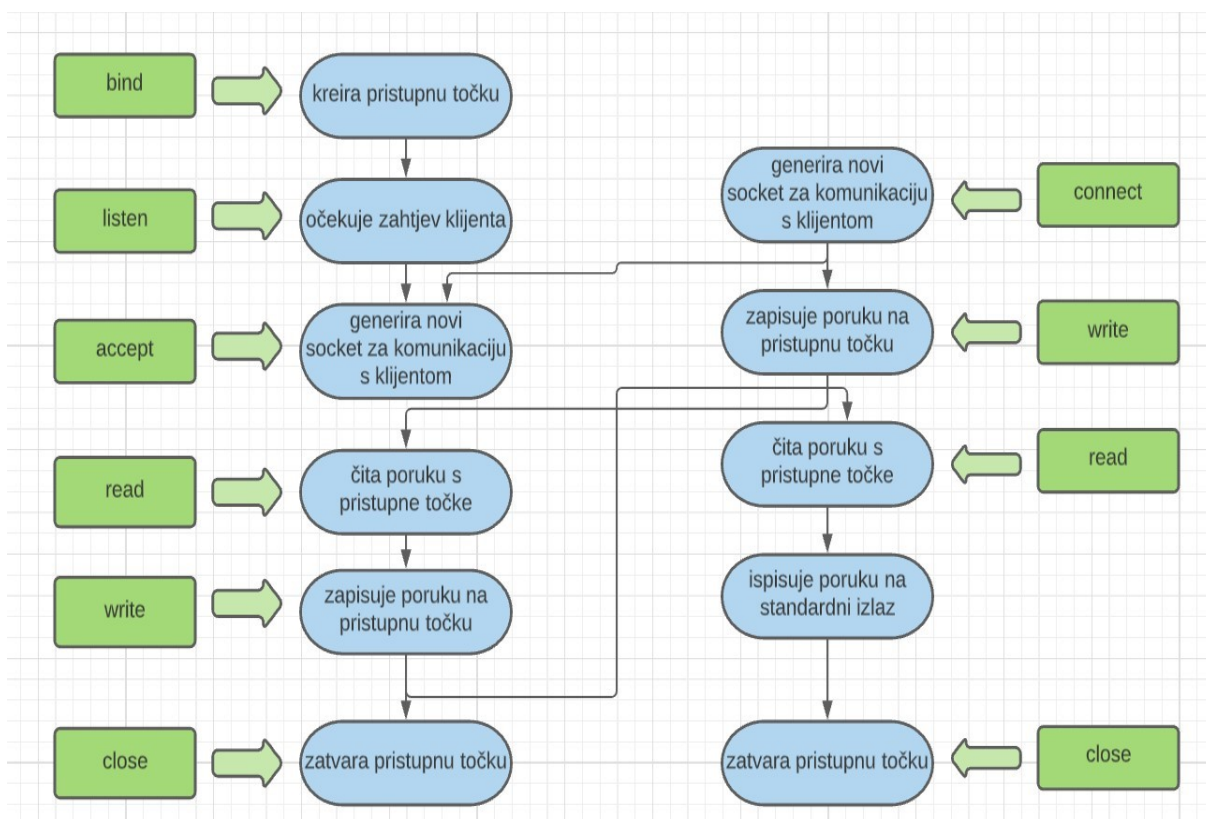 bind
kreira pristupnu točku
listen
očekuje zahtjev klijenta
generira novi
socket za komunikaciju
s klijentom
connect
accept
generira novi
socket za komunikaciju
s klijentom
zapisuje poruku na
pristupnu točku
write
read
čita poruku s
pristupne točke
čita poruku s
pristupne točke
read
write
zapisuje poruku na
pristupnu točku
ispisuje poruku na
standardni izlaz
close
zatvara pristupnu točku
zatvara pristupnu točku
close